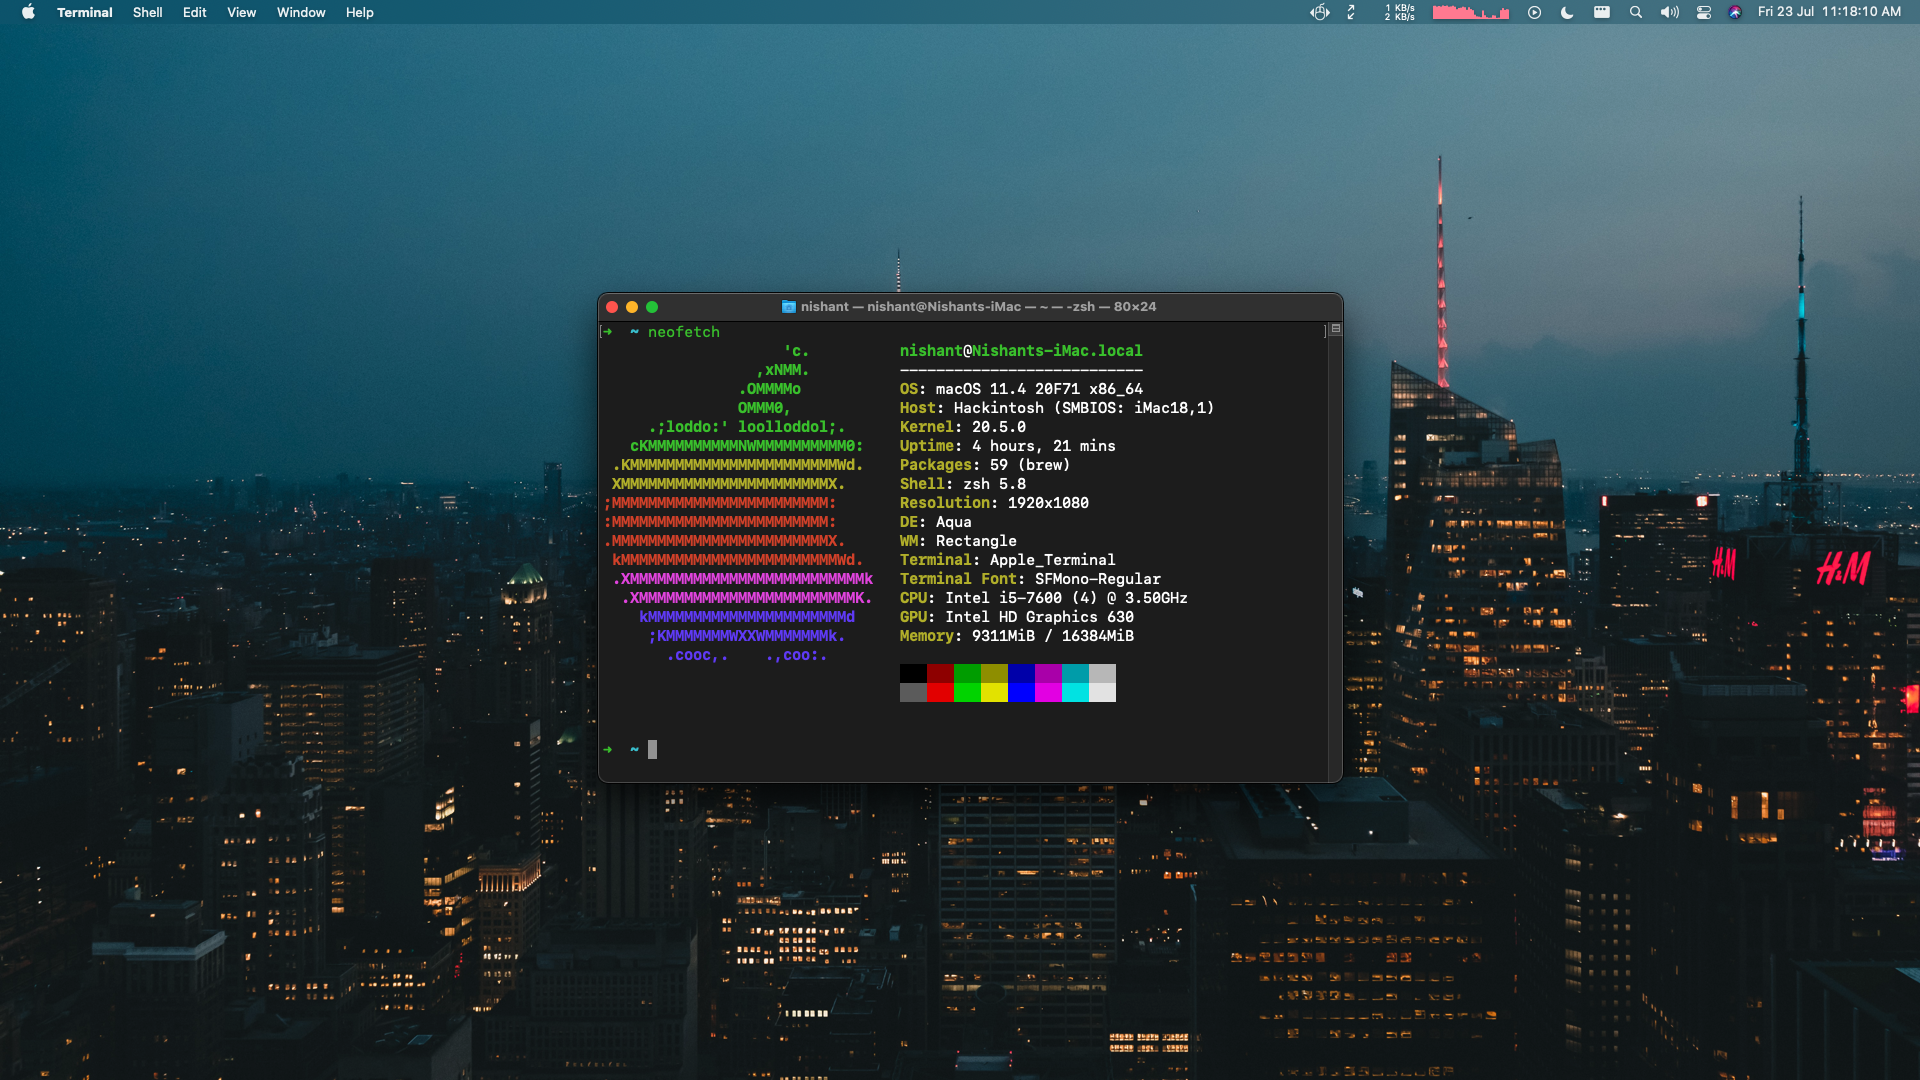 Terminal Shell Edit View Window Help
1 KB/s
2 KB/s
Fri 23 Jul 11:18:10 AM
nishant — nishant@Nishants-iMac — ~ — -zsh — 80×24
[➜ ~ neofetch ]
'c.
,xNMM.
.OMMMMo
OMMM0,
.;loddo:' loolloddol;.
cKMMMMMMMMMMNWMMMMMMMMMM0:
.KMMMMMMMMMMMMMMMMMMMMMMMWd.
XMMMMMMMMMMMMMMMMMMMMMMMX.
;MMMMMMMMMMMMMMMMMMMMMMMM:
:MMMMMMMMMMMMMMMMMMMMMMMM:
.MMMMMMMMMMMMMMMMMMMMMMMMX.
kMMMMMMMMMMMMMMMMMMMMMMMMWd.
.XMMMMMMMMMMMMMMMMMMMMMMMMMMk
.XMMMMMMMMMMMMMMMMMMMMMMMMK.
kMMMMMMMMMMMMMMMMMMMMMMd
;KMMMMMMMWXXWMMMMMMMk.
.cooc,. .,coo:.
nishant@Nishants-iMac.local
---------------------------
OS: macOS 11.4 20F71 x86_64
Host: Hackintosh (SMBIOS: iMac18,1)
Kernel: 20.5.0
Uptime: 4 hours, 21 mins
Packages: 59 (brew)
Shell: zsh 5.8
Resolution: 1920x1080
DE: Aqua
WM: Rectangle
Terminal: Apple_Terminal
Terminal Font: SFMono-Regular
CPU: Intel i5-7600 (4) @ 3.50GHz
GPU: Intel HD Graphics 630
Memory: 9311MiB / 16384MiB
➜ ~
H&M
H&M